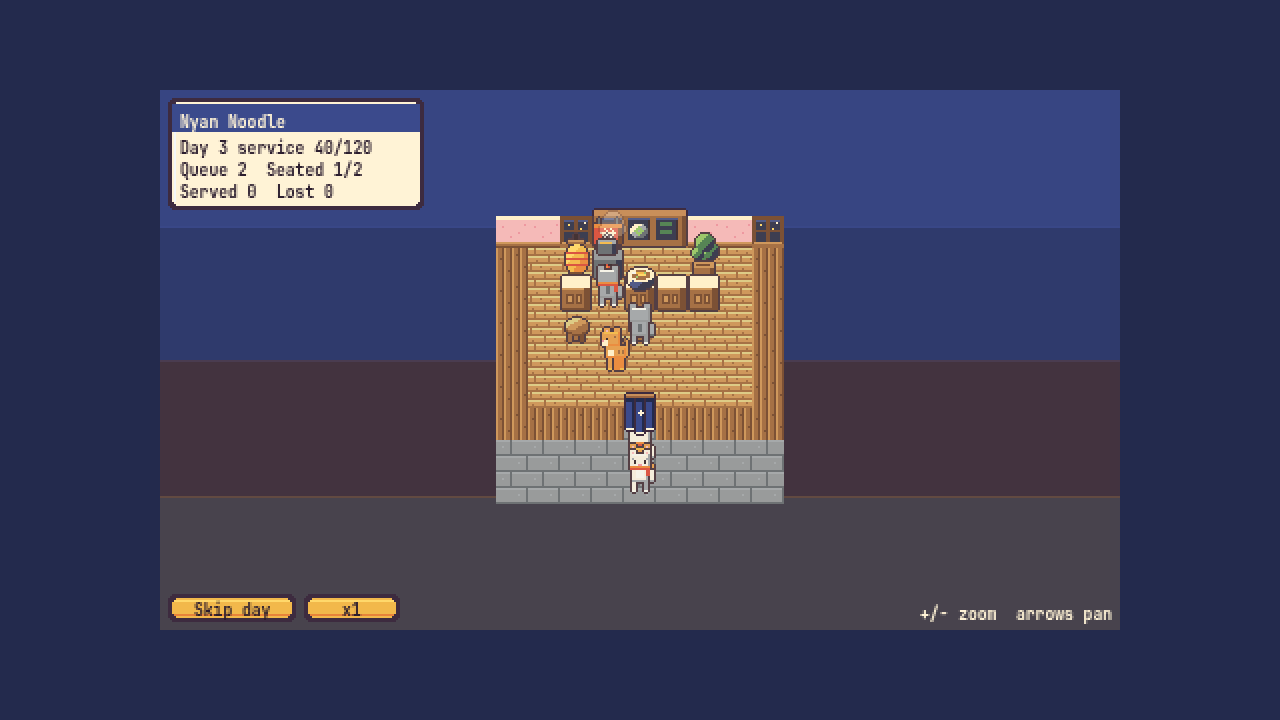 Nyan Noodle
Day 3 service 40/120
Queue 2  Seated 1/2
Served 0  Lost 0
Skip day
x1
+/- zoom  arrows pan